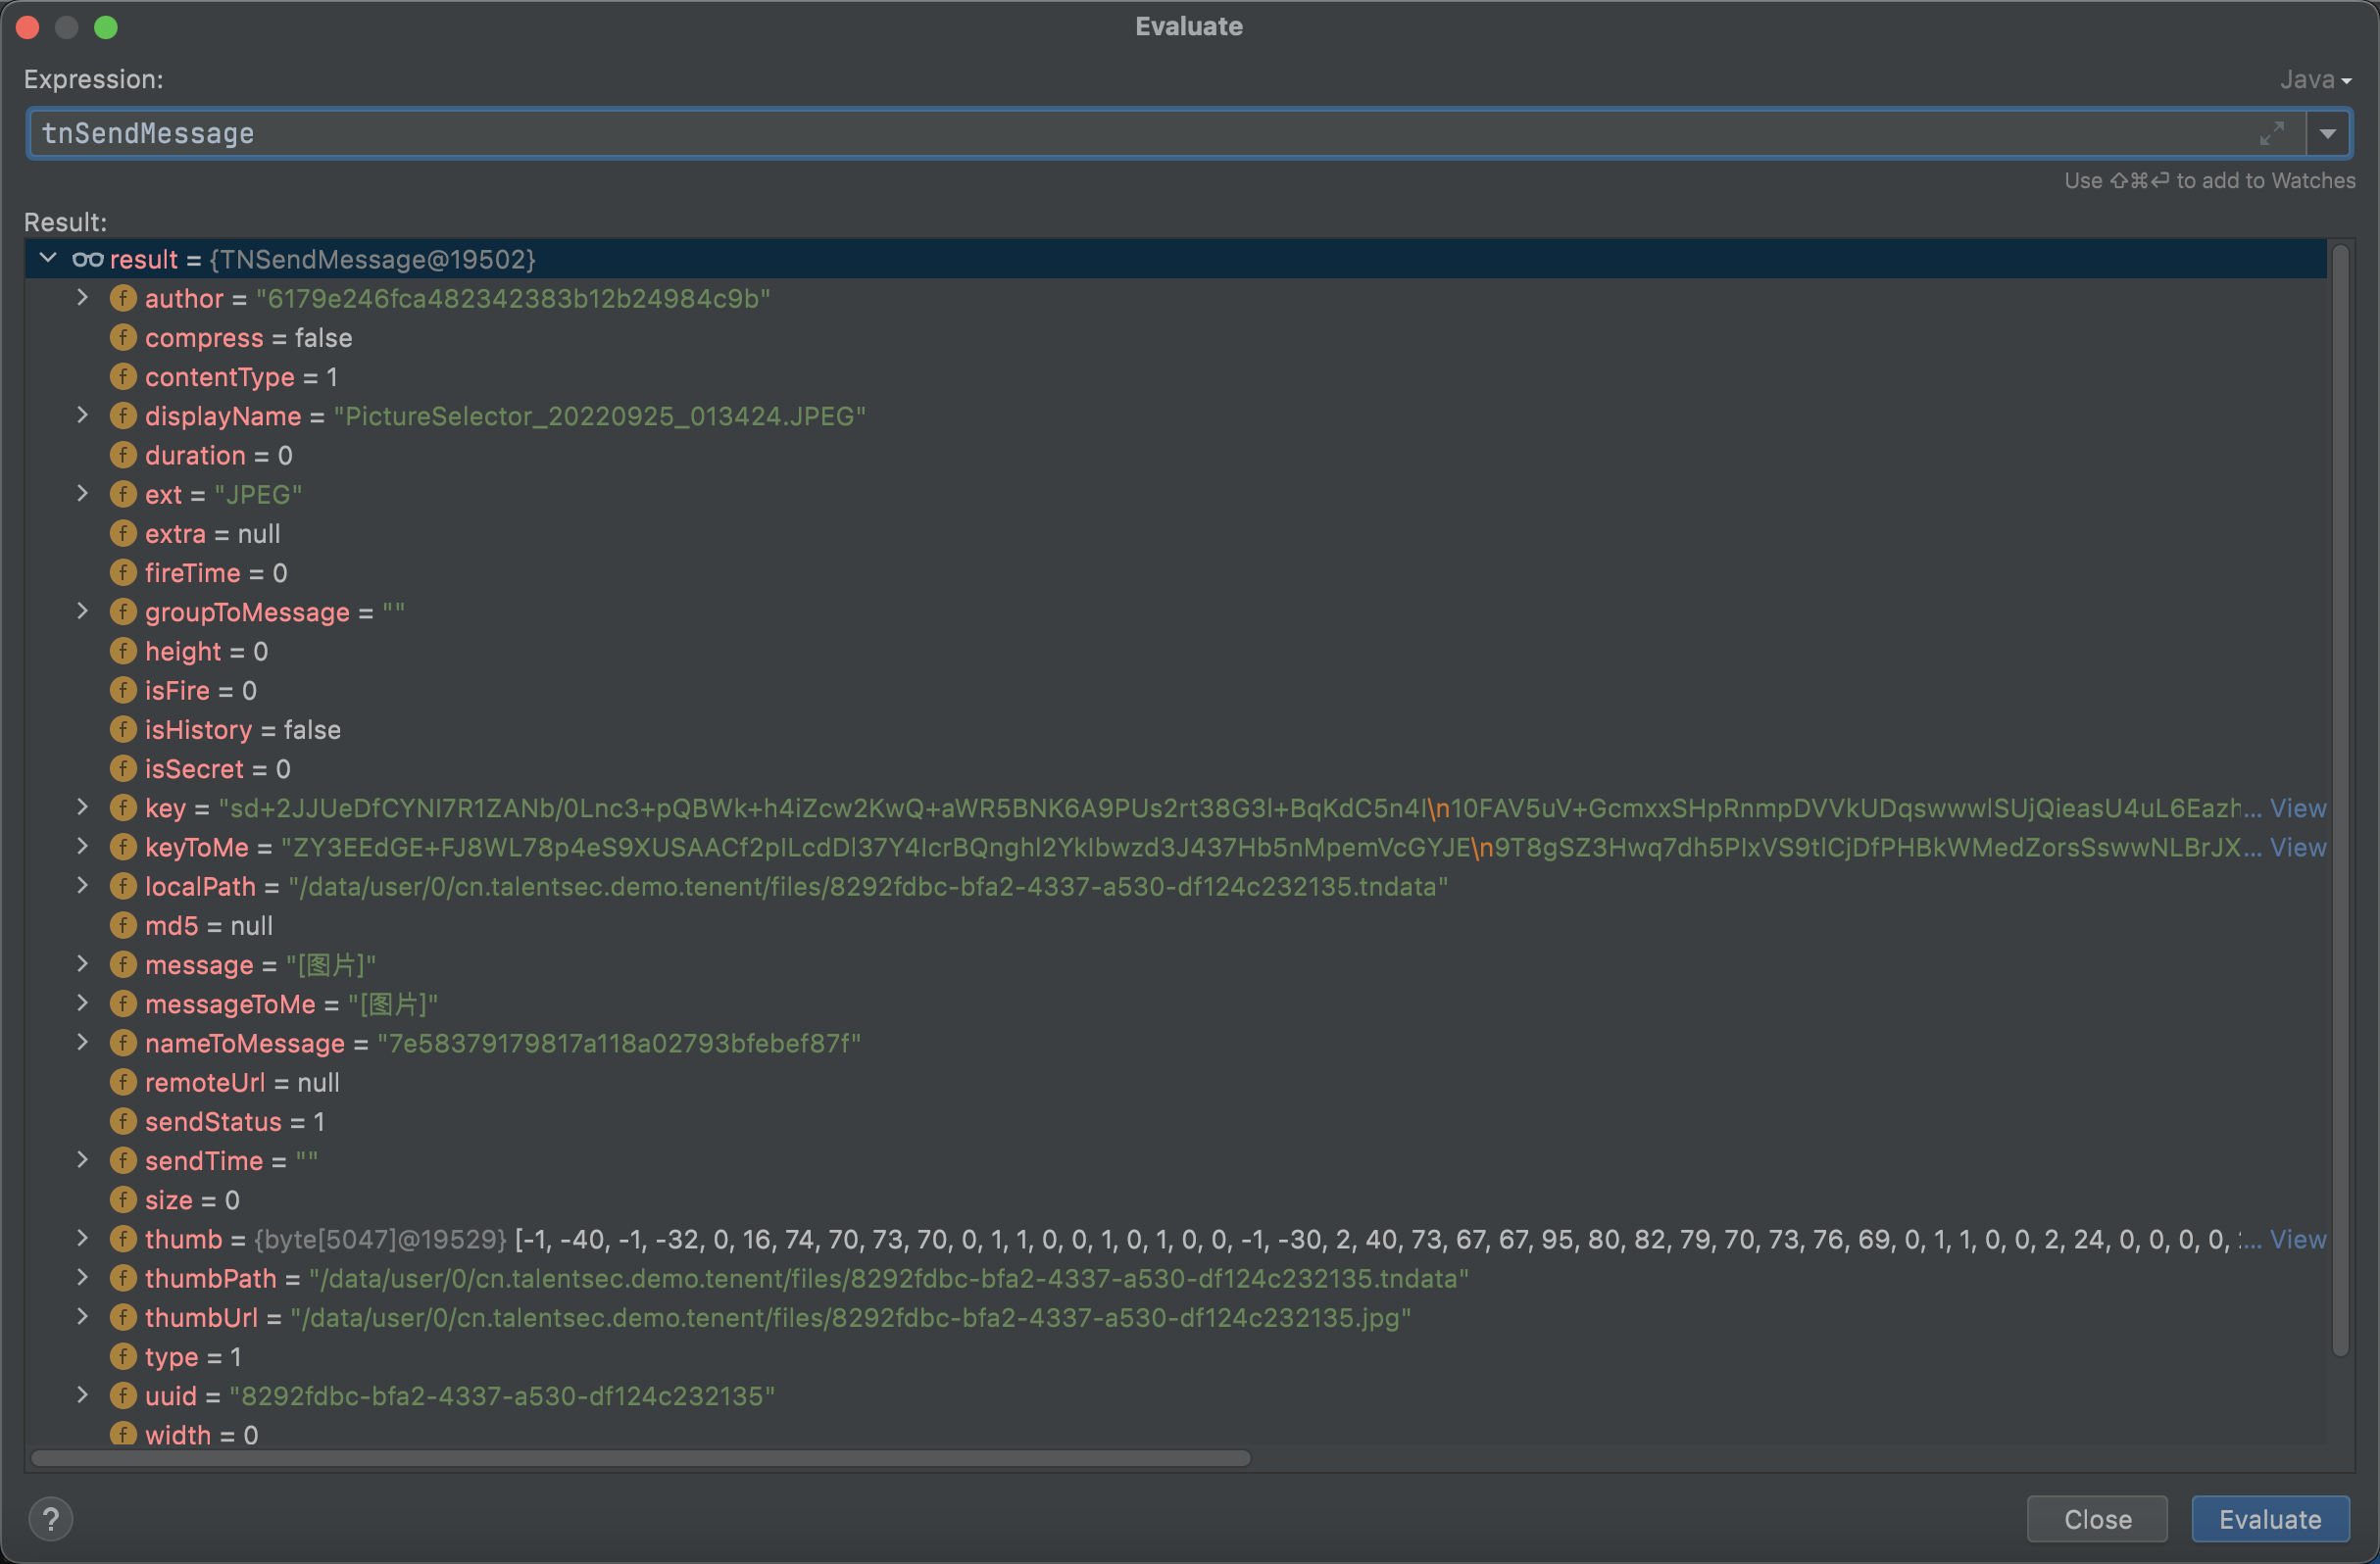 Evaluate
Expression:
Java
tnSendMessage
Use ⇧⌘⏎ to add to Watches
Result:
result = {TNSendMessage@19502}
author = "6179e246fca482342383b12b24984c9b"
compress = false
contentType = 1
displayName = "PictureSelector_20220925_013424.JPEG"
duration = 0
ext = "JPEG"
extra = null
fireTime = 0
groupToMessage = ""
height = 0
isFire = 0
isHistory = false
isSecret = 0
key = "sd+2JJUeDfCYNI7R1ZANb/0Lnc3+pQBWk+h4iZcw2KwQ+aWR5BNK6A9PUs2rt38G3l+BqKdC5n4I\n10FAV5uV+GcmxxSHpRnmpDVVkUDqswwwlSUjQieasU4uL6Eazh... View
keyToMe = "ZY3EEdGE+FJ8WL78p4eS9XUSAACf2pILcdDl37Y4IcrBQnghl2Yklbwzd3J437Hb5nMpemVcGYJE\n9T8gSZ3Hwq7dh5PIxVS9tlCjDfPHBkWMedZorsSswwNLBrJX... View
localPath = "/data/user/0/cn.talentsec.demo.tenent/files/8292fdbc-bfa2-4337-a530-df124c232135.tndata"
md5 = null
message = "[图片]"
messageToMe = "[图片]"
nameToMessage = "7e58379179817a118a02793bfebef87f"
remoteUrl = null
sendStatus = 1
sendTime = ""
size = 0
thumb = {byte[5047]@19529} [-1, -40, -1, -32, 0, 16, 74, 70, 73, 70, 0, 1, 1, 0, 0, 1, 0, 1, 0, 0, -1, -30, 2, 40, 73, 67, 67, 95, 80, 82, 79, 70, 73, 76, 69, 0, 1, 1, 0, 0, 2, 24, 0, 0, 0, 0, ... View
thumbPath = "/data/user/0/cn.talentsec.demo.tenent/files/8292fdbc-bfa2-4337-a530-df124c232135.tndata"
thumbUrl = "/data/user/0/cn.talentsec.demo.tenent/files/8292fdbc-bfa2-4337-a530-df124c232135.jpg"
type = 1
uuid = "8292fdbc-bfa2-4337-a530-df124c232135"
width = 0
?
Close
Evaluate